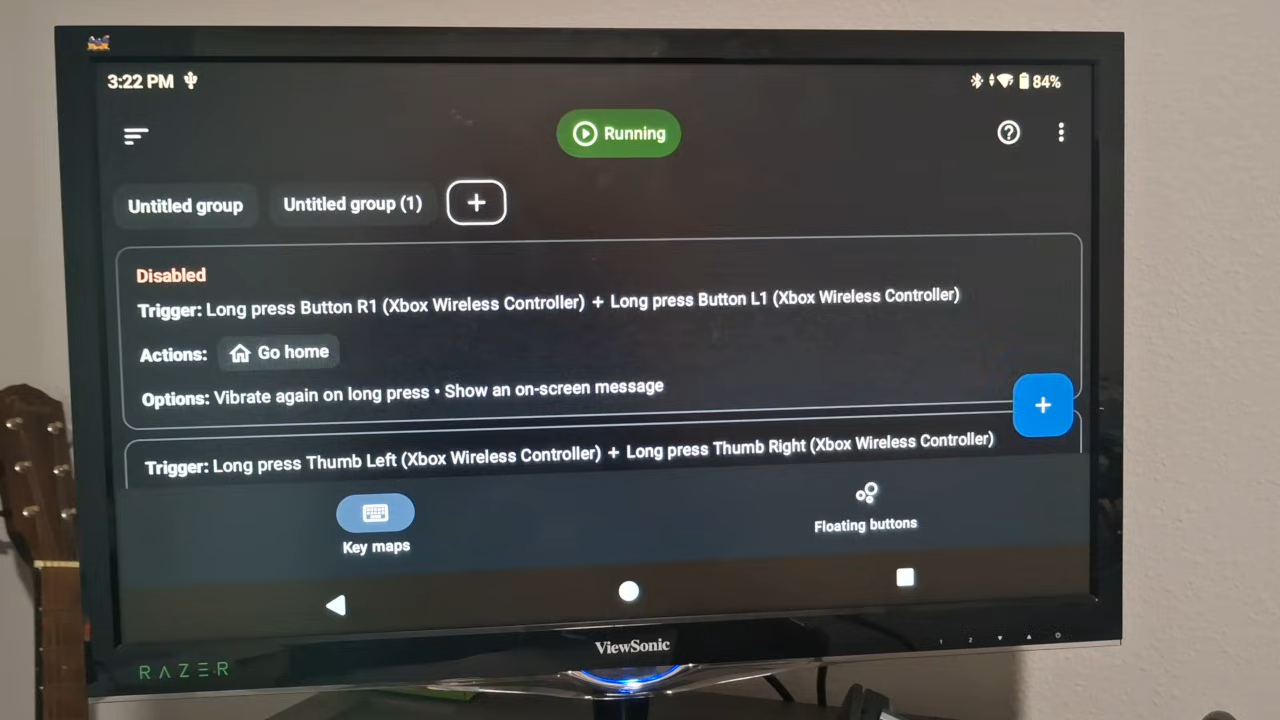 3:22 PM 84%
Running
Untitled group Untitled group (1) +
Disabled
Trigger: Long press Button R1 (Xbox Wireless Controller) + Long press Button L1 (Xbox Wireless Controller)
Actions: Go home
Options: Vibrate again on long press • Show an on-screen message
+
Trigger: Long press Thumb Left (Xbox Wireless Controller) + Long press Thumb Right (Xbox Wireless Controller)
Key maps Floating buttons
ViewSonic
1 2
RAZER